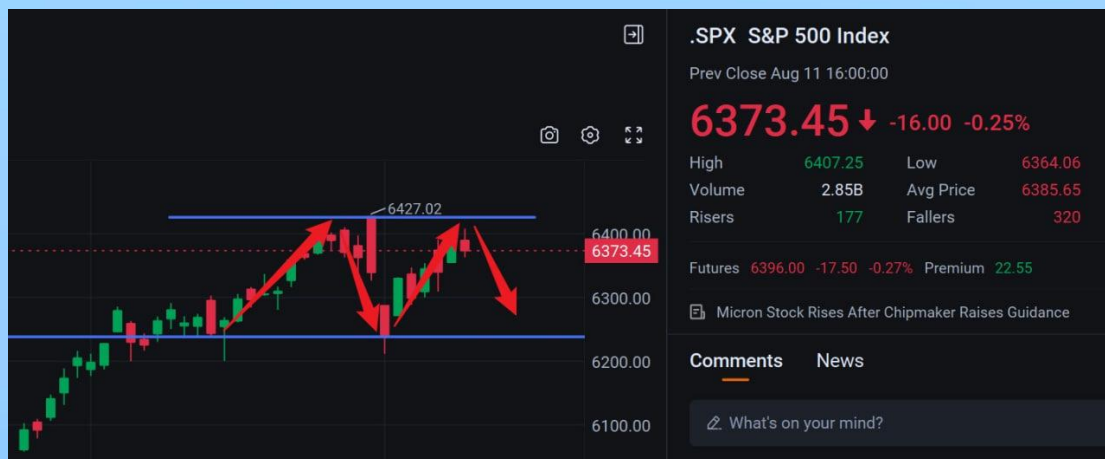 6427.02
6400.00
6373.45
6300.00
6200.00
6100.00
.SPX S&P 500 Index
Prev Close Aug 11 16:00:00
6373.45 -16.00 -0.25%
High 6407.25 Low 6364.06
Volume 2.85B Avg Price 6385.65
Risers 177 Fallers 320
Futures 6396.00 -17.50 -0.27% Premium 22.55
Micron Stock Rises After Chipmaker Raises Guidance
Comments News
What's on your mind?